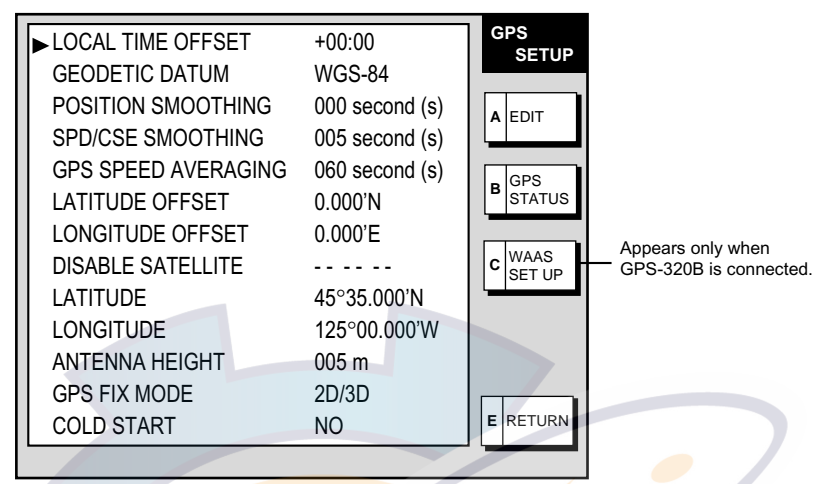 ▶LOCAL TIME OFFSET +00:00
GEODETIC DATUM WGS-84
POSITION SMOOTHING 000 second (s)
SPD/CSE SMOOTHING 005 second (s)
GPS SPEED AVERAGING 060 second (s)
LATITUDE OFFSET 0.000’N
LONGITUDE OFFSET 0.000’E
DISABLE SATELLITE -- -- --
LATITUDE 45°35.000’N
LONGITUDE 125°00.000’W
ANTENNA HEIGHT 005 m
GPS FIX MODE 2D/3D
COLD START NO
GPS
SETUP
A EDIT
B GPS
STATUS
C WAAS
SET UP
E RETURN
Appears only when
GPS-320B is connected.